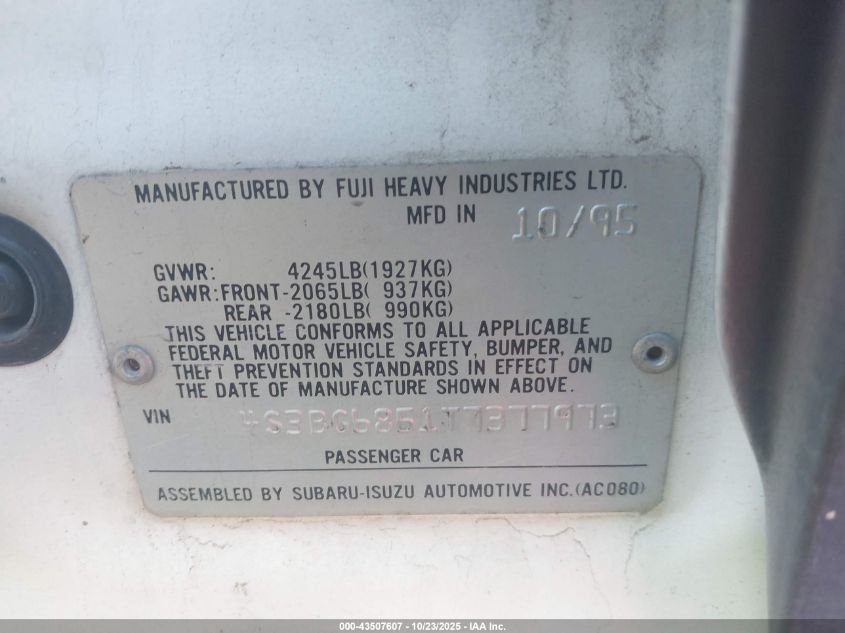 MANUFACTURED BY FUJI HEAVY INDUSTRIES LTD.
MFD IN 10/95
GVWR: 4245LB(1927KG)
GAWR:FRONT-2065LB( 937KG)
REAR -2180LB( 990KG)
THIS VEHICLE CONFORMS TO ALL APPLICABLE
FEDERAL MOTOR VEHICLE SAFETY, BUMPER, AND
THEFT PREVENTION STANDARDS IN EFFECT ON
THE DATE OF MANUFACTURE SHOWN ABOVE.
VIN 4S3BG6851T7377973
PASSENGER CAR
ASSEMBLED BY SUBARU-ISUZU AUTOMOTIVE INC.(AC080)
000-43507607 - 10/23/2025 - IAA Inc.